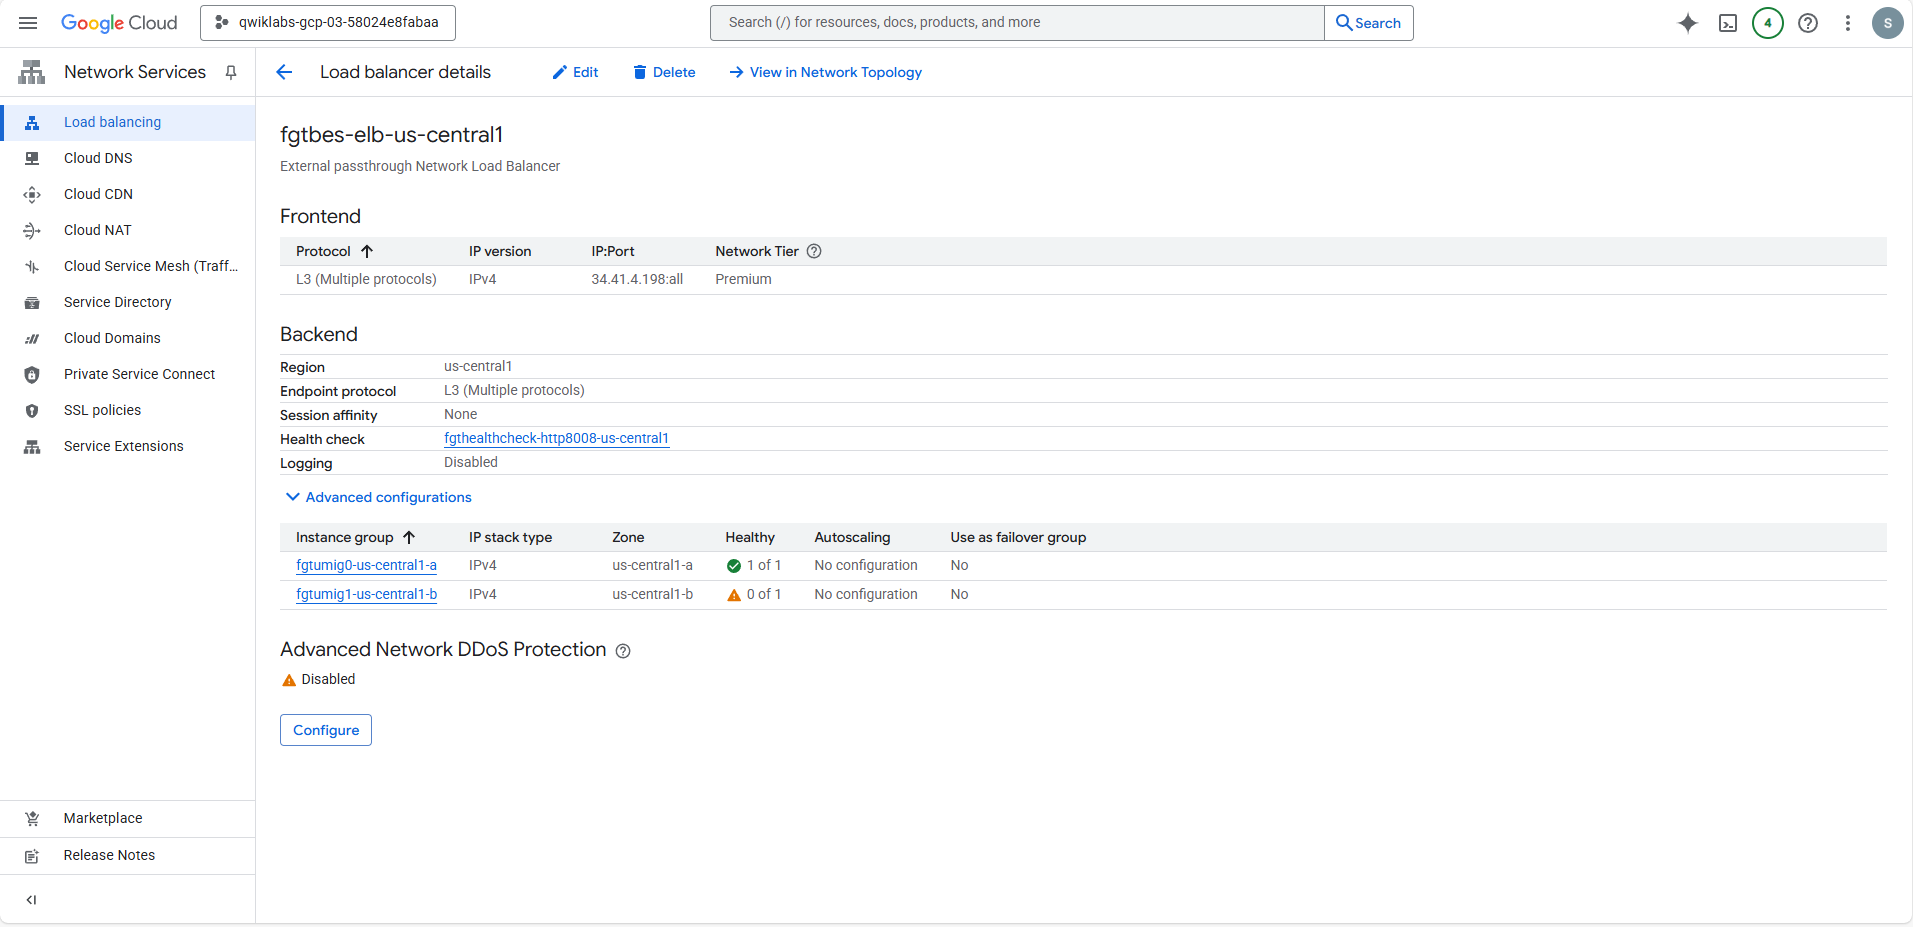 Google Cloud
qwiklabs-gcp-03-58024e8fabaa
Search (/) for resources, docs, products, and more
Search
4
S
Network Services
Load balancer details
Edit
Delete
View in Network Topology
Load balancing
Cloud DNS
Cloud CDN
Cloud NAT
Cloud Service Mesh (Traff...
Service Directory
Cloud Domains
Private Service Connect
SSL policies
Service Extensions
Marketplace
Release Notes
fgtbes-elb-us-central1
External passthrough Network Load Balancer
Frontend
Protocol IP version IP:Port Network Tier
L3 (Multiple protocols) IPv4 34.41.4.198:all Premium
Backend
Region us-central1
Endpoint protocol L3 (Multiple protocols)
Session affinity None
Health check fgthealthcheck-http8008-us-central1
Logging Disabled
Advanced configurations
Instance group IP stack type Zone Healthy Autoscaling Use as failover group
fgtumig0-us-central1-a IPv4 us-central1-a 1 of 1 No configuration No
fgtumig1-us-central1-b IPv4 us-central1-b 0 of 1 No configuration No
Advanced Network DDoS Protection
Disabled
Configure